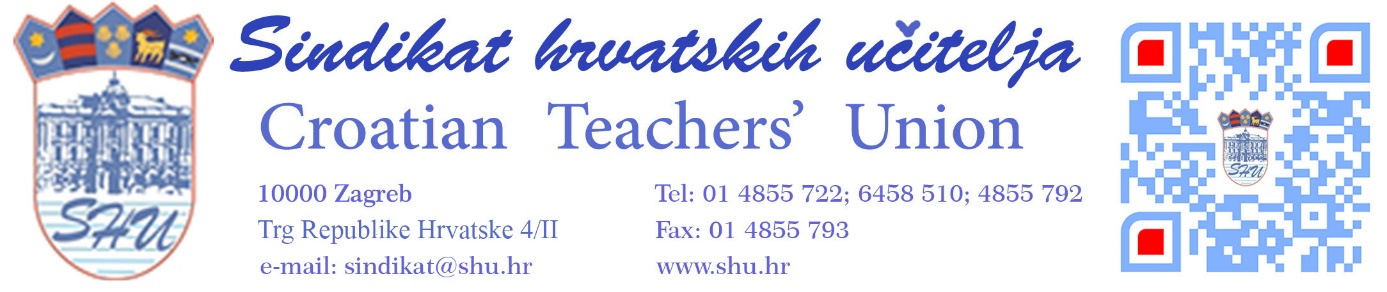 Sindikat hrvatskih učitelja
Croatian Teachers’ Union
10000 Zagreb
Trg Republike Hrvatske 4/II
e-mail: sindikat@shu.hr
Tel: 01 4855 722; 6458 510; 4855 792
Fax: 01 4855 793
www.shu.hr
SHU
SHU